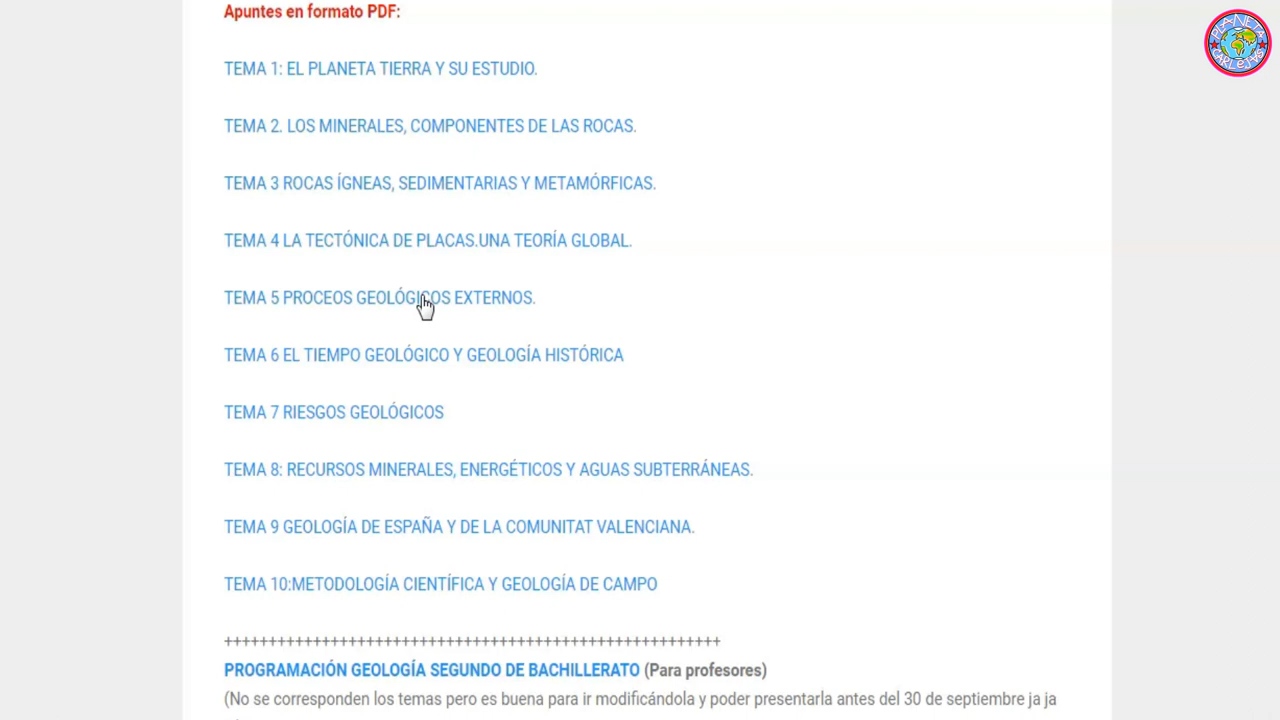 Apuntes en formato PDF:
PLANETA
CARLEJAS
TEMA 1: EL PLANETA TIERRA Y SU ESTUDIO.
TEMA 2. LOS MINERALES, COMPONENTES DE LAS ROCAS.
TEMA 3 ROCAS ÍGNEAS, SEDIMENTARIAS Y METAMÓRFICAS.
TEMA 4 LA TECTÓNICA DE PLACAS.UNA TEORÍA GLOBAL.
TEMA 5 PROCEOS GEOLÓGICOS EXTERNOS.
TEMA 6 EL TIEMPO GEOLÓGICO Y GEOLOGÍA HISTÓRICA
TEMA 7 RIESGOS GEOLÓGICOS
TEMA 8: RECURSOS MINERALES, ENERGÉTICOS Y AGUAS SUBTERRÁNEAS.
TEMA 9 GEOLOGÍA DE ESPAÑA Y DE LA COMUNITAT VALENCIANA.
TEMA 10:METODOLOGÍA CIENTÍFICA Y GEOLOGÍA DE CAMPO
+++++++++++++++++++++++++++++++++++++++++++++++++++++++
PROGRAMACIÓN GEOLOGÍA SEGUNDO DE BACHILLERATO (Para profesores)
(No se corresponden los temas pero es buena para ir modificándola y poder presentarla antes del 30 de septiembre ja ja